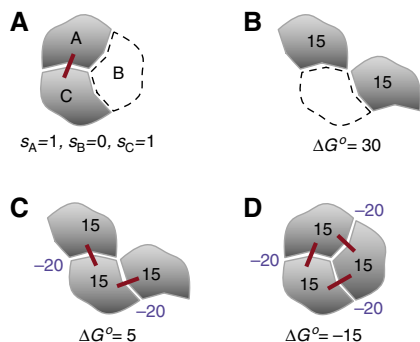 A
A
B
C
s_A=1, s_B=0, s_C=1
B
15
15
ΔG°= 30
C
15
–20
15
15
–20
ΔG°= 5
D
–20
15
–20
15
15
–20
ΔG°= –15